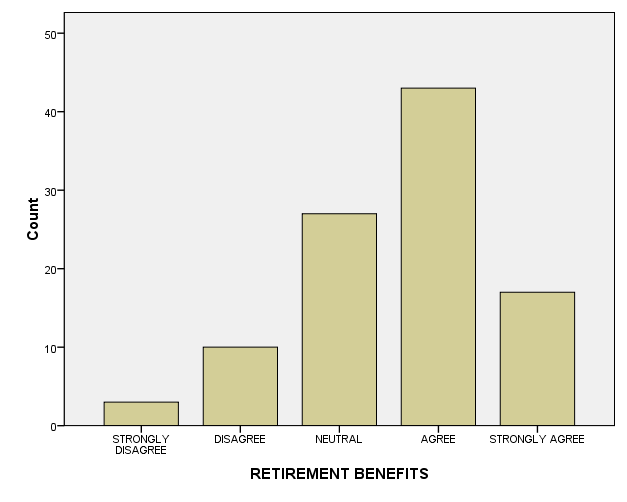 50
40
30
20
10
0
Count
STRONGLY
DISAGREE
DISAGREE
NEUTRAL
AGREE
STRONGLY AGREE
RETIREMENT BENEFITS